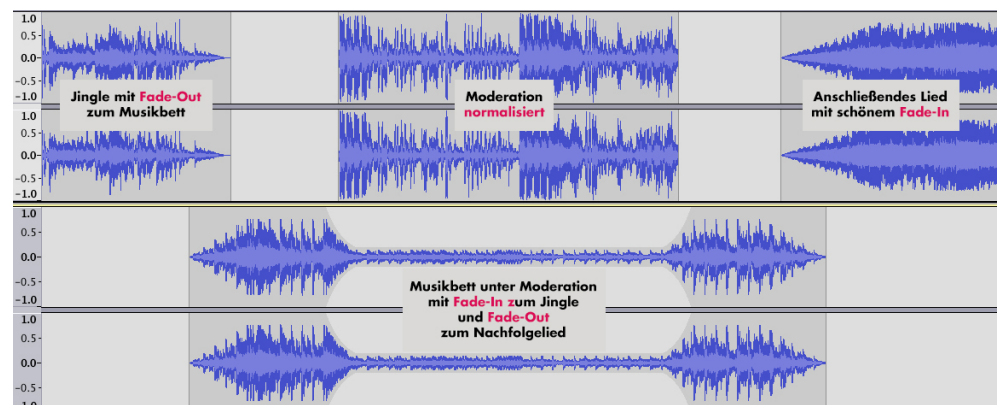 1.0
0.5-
0.0-
-0.5-
-1.0
Jingle mit Fade-Out
zum Musikbett
Moderation
normalisiert
Anschließendes Lied
mit schönem Fade-In
1.0
0.5-
0.0-
-0.5-
-1.0
1.0
0.5-
0.0-
-0.5-
-1.0
Musikbett unter Moderation
mit Fade-In zum Jingle
und Fade-Out
zum Nachfolgelied
1.0
0.5-
0.0-
-0.5-
-1.0